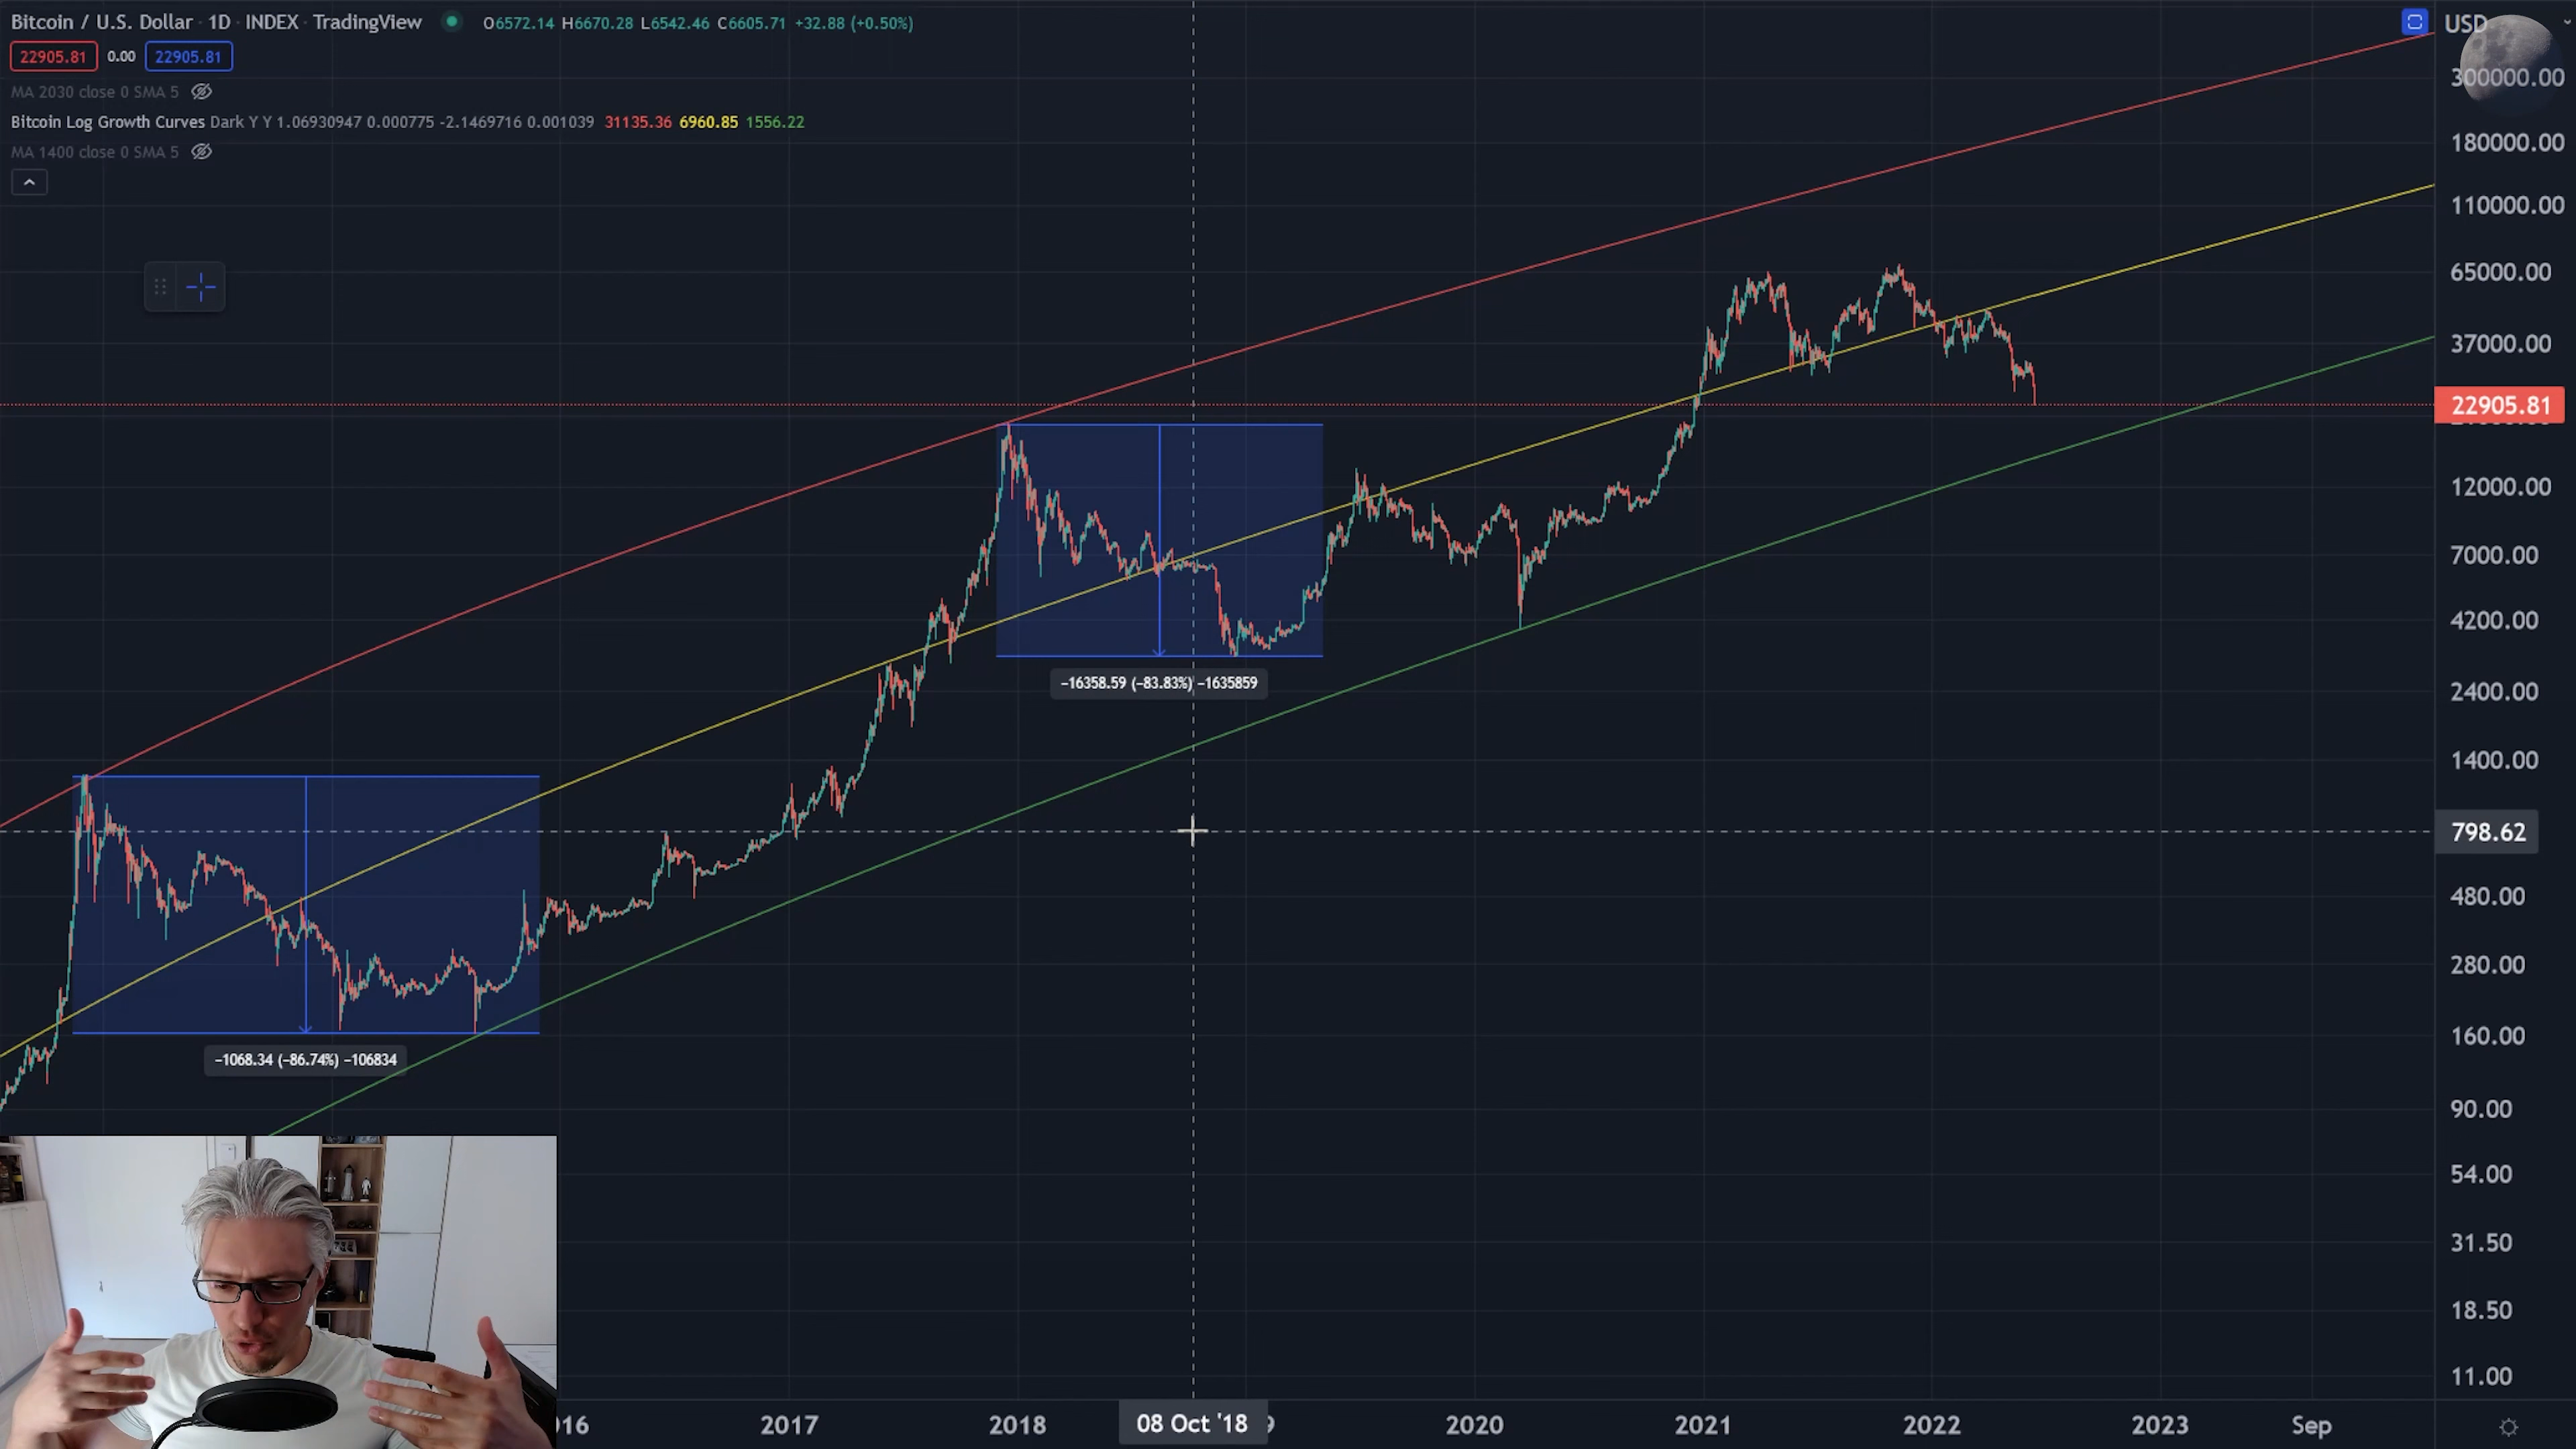 Bitcoin / U.S. Dollar · 1D · INDEX · TradingView O6572.14 H6670.28 L6542.46 C6605.71 +32.88 (+0.50%)
22905.81 0.00 22905.81
MA 2030 close 0 SMA 5
Bitcoin Log Growth Curves Dark Y Y 1.06930947 0.000775 -2.1469716 0.001039 31135.36 6960.85 1556.22
MA 1400 close 0 SMA 5
USD
300000.00
180000.00
110000.00
65000.00
37000.00
22905.81
12000.00
7000.00
4200.00
2400.00
1400.00
798.62
480.00
280.00
160.00
90.00
54.00
31.50
18.50
11.00
−16358.59 (−83.83%) −1635859
−1068.34 (−86.74%) −106834
16 2017 2018 08 Oct '18 9 2020 2021 2022 2023 Sep